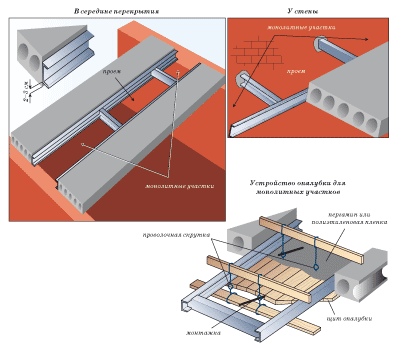 В середине перекрытия
проем
2–3 см
монолитные участки
У стены
монолитные участки
проем
Устройство опалубки для
монолитных участков
пергамин или
полиэтиленовая пленка
проволочная скрутка
щит опалубки
монтажка